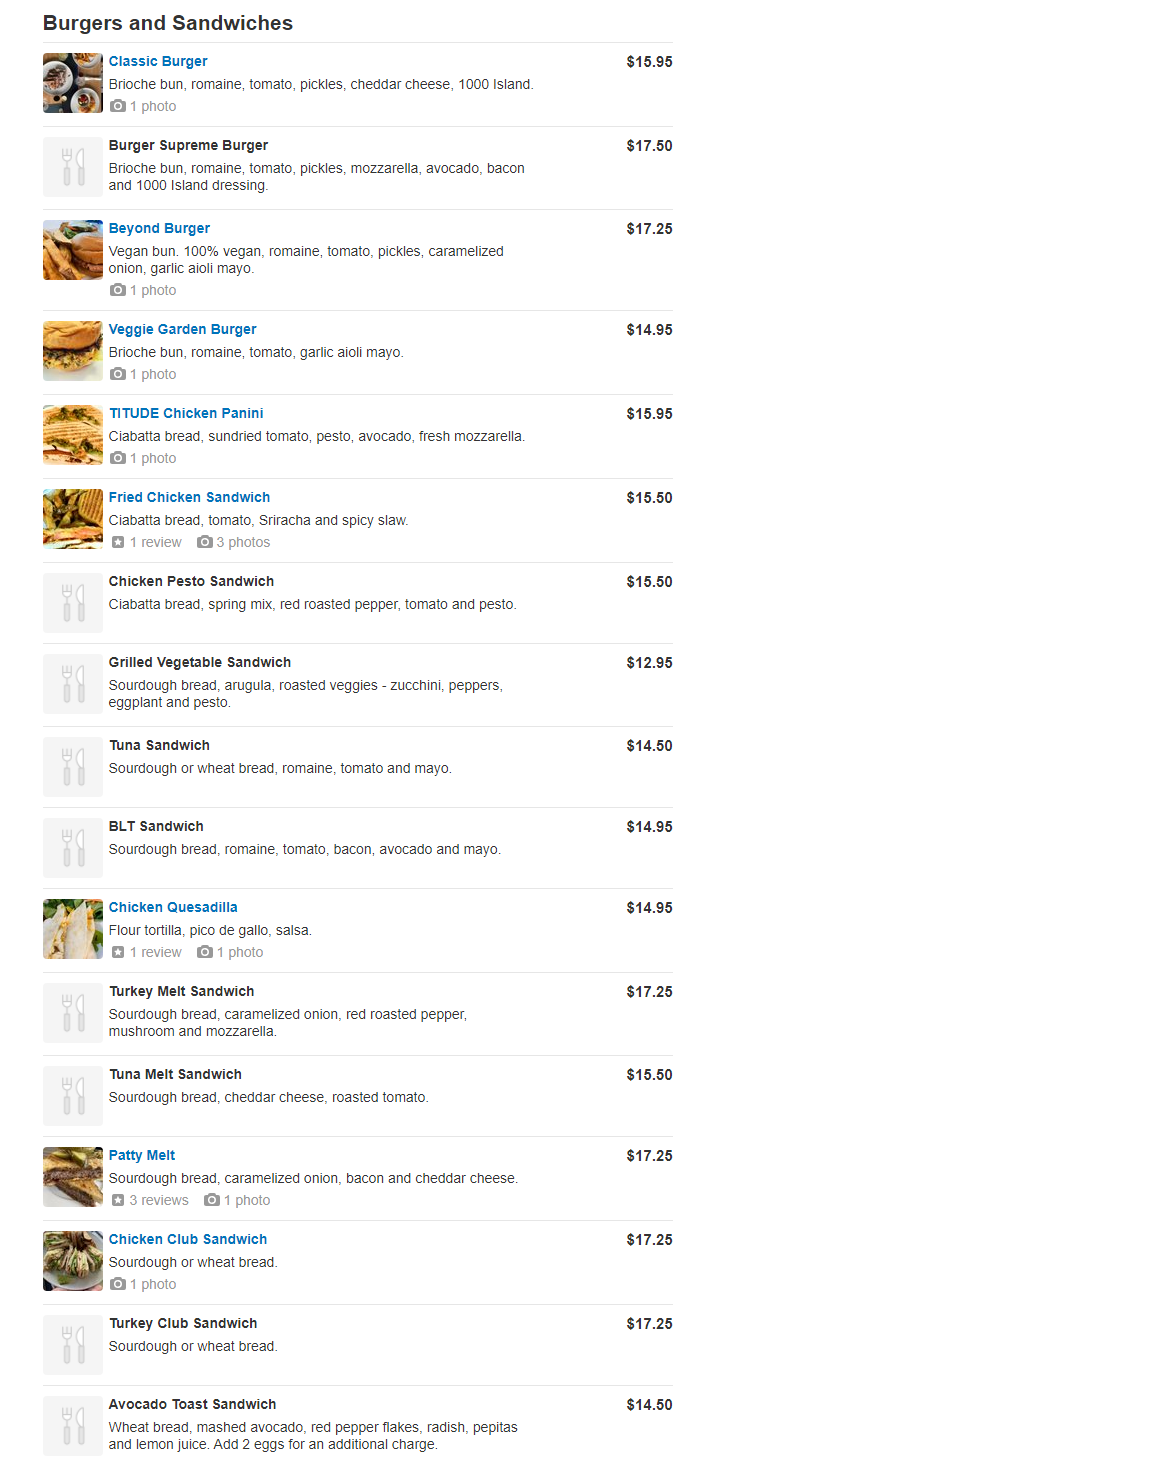 Burgers and Sandwiches
Classic Burger $15.95
Brioche bun, romaine, tomato, pickles, cheddar cheese, 1000 Island.
1 photo
Burger Supreme Burger $17.50
Brioche bun, romaine, tomato, pickles, mozzarella, avocado, bacon
and 1000 Island dressing.
Beyond Burger $17.25
Vegan bun. 100% vegan, romaine, tomato, pickles, caramelized
onion, garlic aioli mayo.
1 photo
Veggie Garden Burger $14.95
Brioche bun, romaine, tomato, garlic aioli mayo.
1 photo
TITUDE Chicken Panini $15.95
Ciabatta bread, sundried tomato, pesto, avocado, fresh mozzarella.
1 photo
Fried Chicken Sandwich $15.50
Ciabatta bread, tomato, Sriracha and spicy slaw.
1 review 3 photos
Chicken Pesto Sandwich $15.50
Ciabatta bread, spring mix, red roasted pepper, tomato and pesto.
Grilled Vegetable Sandwich $12.95
Sourdough bread, arugula, roasted veggies - zucchini, peppers,
eggplant and pesto.
Tuna Sandwich $14.50
Sourdough or wheat bread, romaine, tomato and mayo.
BLT Sandwich $14.95
Sourdough bread, romaine, tomato, bacon, avocado and mayo.
Chicken Quesadilla $14.95
Flour tortilla, pico de gallo, salsa.
1 review 1 photo
Turkey Melt Sandwich $17.25
Sourdough bread, caramelized onion, red roasted pepper,
mushroom and mozzarella.
Tuna Melt Sandwich $15.50
Sourdough bread, cheddar cheese, roasted tomato.
Patty Melt $17.25
Sourdough bread, caramelized onion, bacon and cheddar cheese.
3 reviews 1 photo
Chicken Club Sandwich $17.25
Sourdough or wheat bread.
1 photo
Turkey Club Sandwich $17.25
Sourdough or wheat bread.
Avocado Toast Sandwich $14.50
Wheat bread, mashed avocado, red pepper flakes, radish, pepitas
and lemon juice. Add 2 eggs for an additional charge.